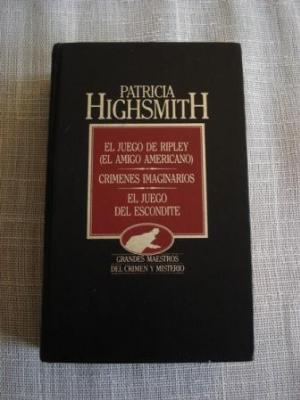 PATRICIA
HIGHSMITH
EL JUEGO DE RIPLEY
(EL AMIGO AMERICANO)
CRIMENES IMAGINARIOS
EL JUEGO
DEL ESCONDITE
GRANDES MAESTROS
DEL CRIMEN Y MISTERIO